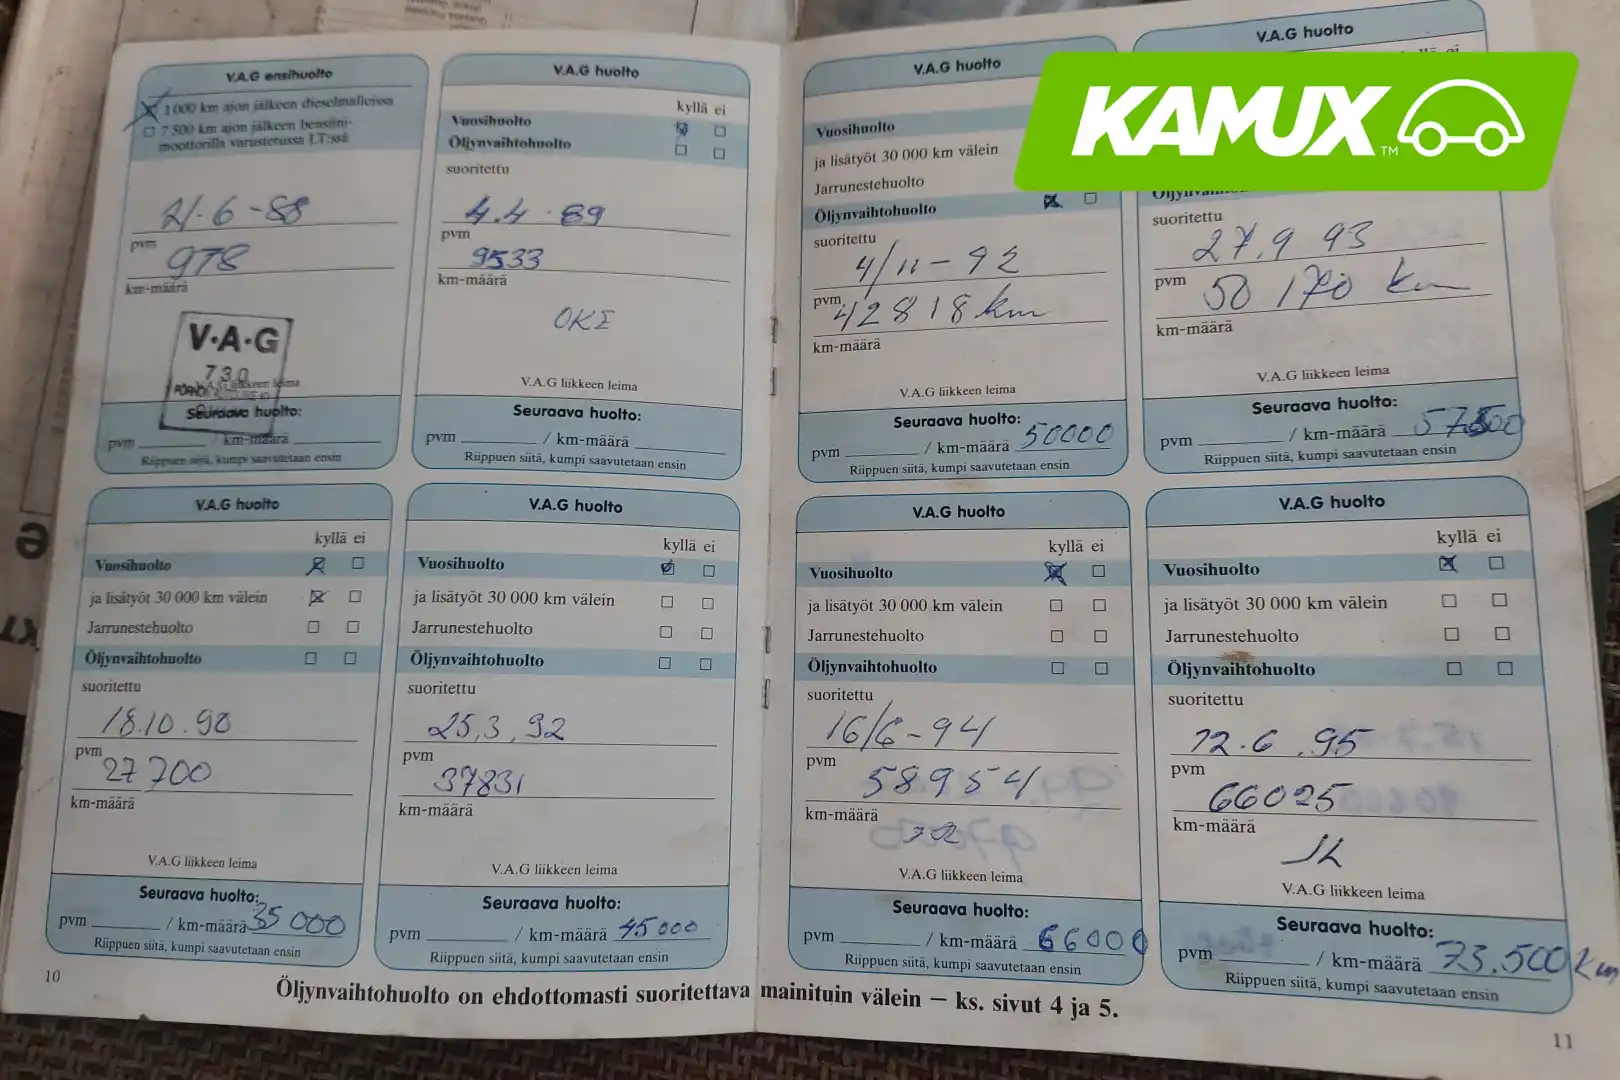 V.A.G ensihuolto
1 000 km ajon jälkeen dieselmalleissa
7 500 km ajon jälkeen bensiini-
moottorilla varustetussa LT:ssä
21.6-88
pvm
978
km-määrä
V·A·G
730
V.A.G liikkeen leima
Seuraava huolto:
pvm / km-määrä
Riippuen siitä, kumpi saavutetaan ensin
V.A.G huolto
kyllä ei
Vuosihuolto
Öljynvaihtohuolto
suoritettu
4.4.89
pvm
9533
km-määrä
OKI
V.A.G liikkeen leima
Seuraava huolto:
pvm / km-määrä
Riippuen siitä, kumpi saavutetaan ensin
V.A.G huolto
Vuosihuolto
ja lisätyöt 30 000 km välein
Jarrunestehuolto
Öljynvaihtohuolto
suoritettu
4/11-92
pvm
42818 km
km-määrä
V.A.G liikkeen leima
Seuraava huolto:
pvm / km-määrä 50000
Riippuen siitä, kumpi saavutetaan ensin
V.A.G huolto
KAMUX™
suoritettu
27.9 93
pvm
50 170 km
km-määrä
V.A.G liikkeen leima
Seuraava huolto:
pvm / km-määrä 57500
Riippuen siitä, kumpi saavutetaan ensin
V.A.G huolto
kyllä ei
Vuosihuolto
ja lisätyöt 30 000 km välein
Jarrunestehuolto
Öljynvaihtohuolto
suoritettu
18.10.90
pvm
27 700
km-määrä
V.A.G liikkeen leima
Seuraava huolto:
pvm / km-määrä 35 000
Riippuen siitä, kumpi saavutetaan ensin
V.A.G huolto
kyllä ei
Vuosihuolto
ja lisätyöt 30 000 km välein
Jarrunestehuolto
Öljynvaihtohuolto
suoritettu
25.3.92
pvm
37831
km-määrä
V.A.G liikkeen leima
Seuraava huolto:
pvm / km-määrä 45000
Riippuen siitä, kumpi saavutetaan ensin
V.A.G huolto
kyllä ei
Vuosihuolto
ja lisätyöt 30 000 km välein
Jarrunestehuolto
Öljynvaihtohuolto
suoritettu
16/6-94
pvm
58954
km-määrä
V.A.G liikkeen leima
Seuraava huolto:
pvm / km-määrä 66000
Riippuen siitä, kumpi saavutetaan ensin
V.A.G huolto
kyllä ei
Vuosihuolto
ja lisätyöt 30 000 km välein
Jarrunestehuolto
Öljynvaihtohuolto
suoritettu
12.6.95
pvm
66025
km-määrä
V.A.G liikkeen leima
Seuraava huolto:
pvm / km-määrä 73.500 Km
Riippuen siitä, kumpi saavutetaan ensin
10
Öljynvaihtohuolto on ehdottomasti suoritettava mainituin välein – ks. sivut 4 ja 5.
11